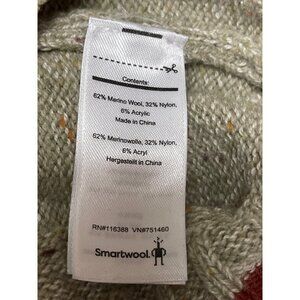 Contents:
62% Merino Wool, 32% Nylon,
6% Acrylic
Made in China
62% Merinowolle, 32% Nylon,
6% Acryl
Hergestellt in China
RN#116388 VN#751460
Smartwool